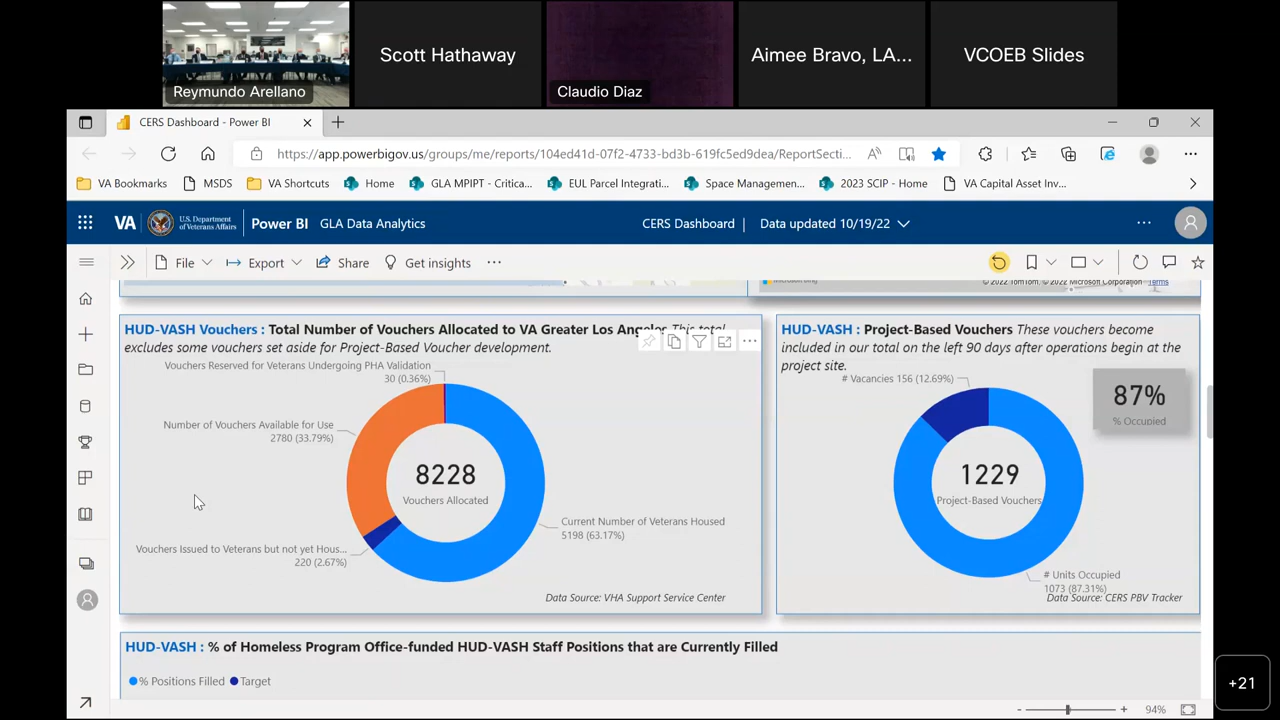 Reymundo Arellano
Scott Hathaway
Claudio Diaz
Aimee Bravo, LA...
VCOEB Slides
CERS Dashboard - Power BI
https://app.powerbigov.us/groups/me/reports/104ed41d-07f2-4733-bd3b-619fc5ed9dea/ReportSecti...
VA Bookmarks
MSDS
VA Shortcuts
Home
GLA MPIPT - Critica...
EUL Parcel Integrati...
Space Managemen...
2023 SCIP - Home
VA Capital Asset Inv...
VA
U.S. Department
of Veterans Affairs
Power BI GLA Data Analytics
CERS Dashboard | Data updated 10/19/22
File
Export
Share
Get insights
© 2022 TomTom, © 2022 Microsoft Corporation Terms
HUD-VASH Vouchers : Total Number of Vouchers Allocated to VA Greater Los Angeles This total
excludes some vouchers set aside for Project-Based Voucher development.
Vouchers Reserved for Veterans Undergoing PHA Validation
30 (0.36%)
Number of Vouchers Available for Use
2780 (33.79%)
8228
Vouchers Allocated
Current Number of Veterans Housed
5198 (63.17%)
Vouchers Issued to Veterans but not yet Hous...
220 (2.67%)
Data Source: VHA Support Service Center
HUD-VASH : Project-Based Vouchers These vouchers become
included in our total on the left 90 days after operations begin at the
project site.
# Vacancies 156 (12.69%)
87%
% Occupied
1229
Project-Based Vouchers
# Units Occupied
1073 (87.31%)
Data Source: CERS PBV Tracker
HUD-VASH : % of Homeless Program Office-funded HUD-VASH Staff Positions that are Currently Filled
% Positions Filled
Target
+21
- + 94%